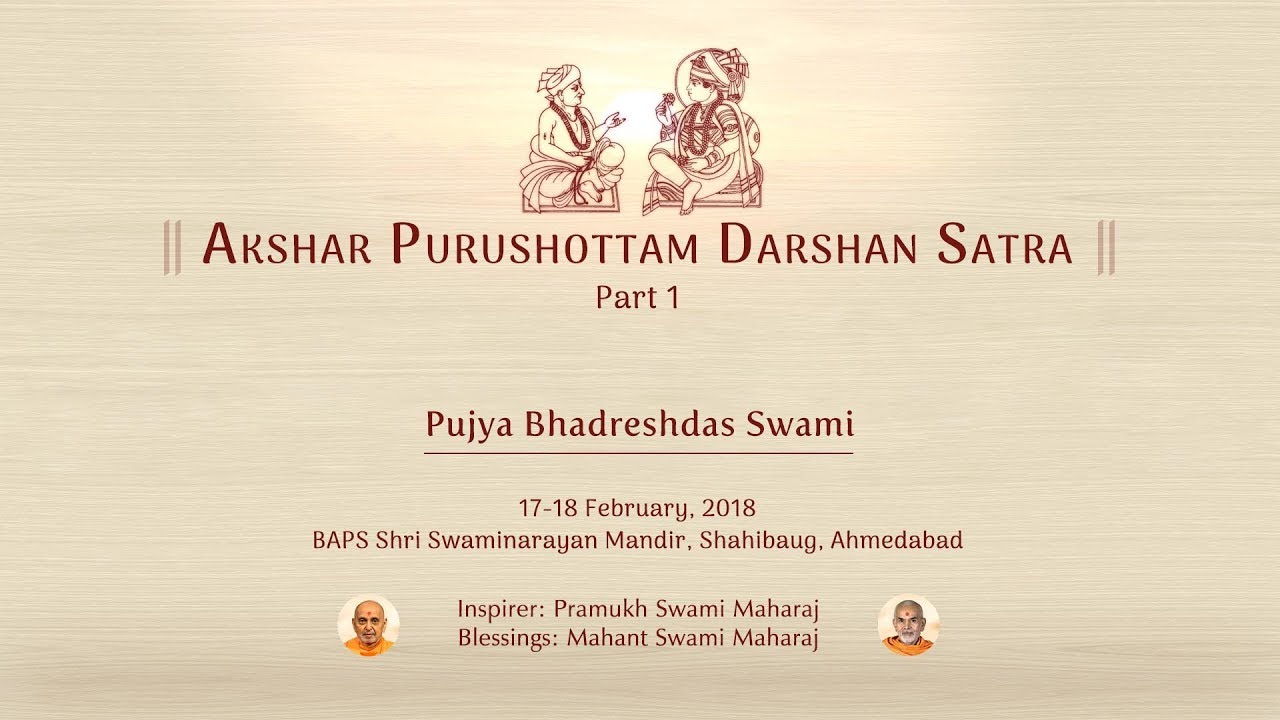 || Akshar Purushottam Darshan Satra ||
Part 1
Pujya Bhadreshdas Swami
17-18 February, 2018
BAPS Shri Swaminarayan Mandir, Shahibaug, Ahmedabad
Inspirer: Pramukh Swami Maharaj
Blessings: Mahant Swami Maharaj